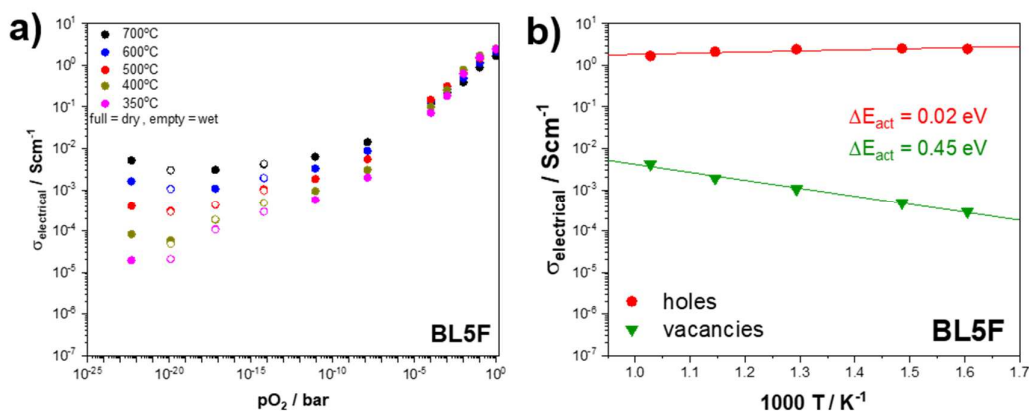 a)
700ºC
600ºC
500ºC
400ºC
350ºC
full = dry , empty = wet
σelectrical / Scm-1
10^1
10^0
10^-1
10^-2
10^-3
10^-4
10^-5
10^-6
10^-7
BL5F
10^-25 10^-20 10^-15 10^-10 10^-5 10^0
pO2 / bar
b)
σelectrical / Scm-1
10^1
10^0
10^-1
10^-2
10^-3
10^-4
10^-5
10^-6
10^-7
ΔEact = 0.02 eV
ΔEact = 0.45 eV
holes
vacancies
BL5F
1.0 1.1 1.2 1.3 1.4 1.5 1.6 1.7
1000 T / K-1